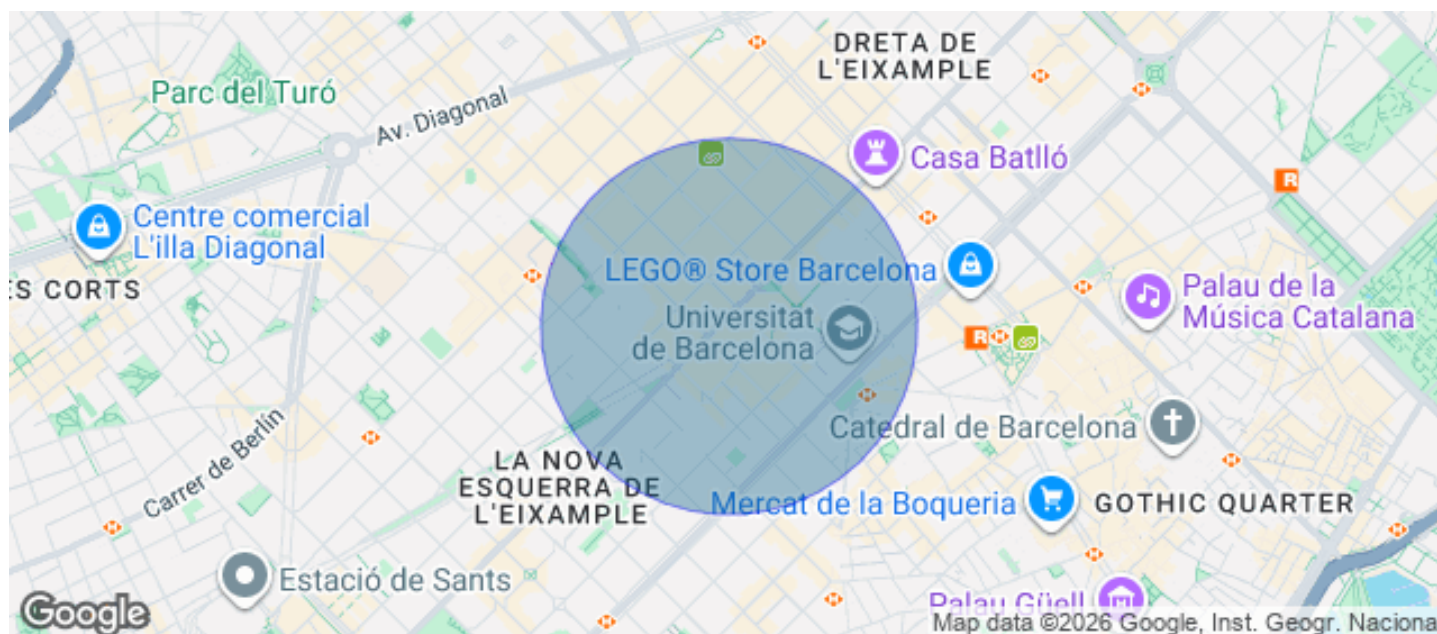 DRETA DE
L'EIXAMPLE
Parc del Turó
Av. Diagonal
Casa Batlló
Centre comercial
L'illa Diagonal
R
LEGO® Store Barcelona
ES CORTS
Palau de la
Música Catalana
Universitat
de Barcelona
R
Carrer de Berlín
Catedral de Barcelona
LA NOVA
ESQUERRA DE
L'EIXAMPLE
Mercat de la Boqueria
GOTHIC QUARTER
Estació de Sants
Palau Güell
Google
Map data ©2026 Google, Inst. Geogr. Naciona